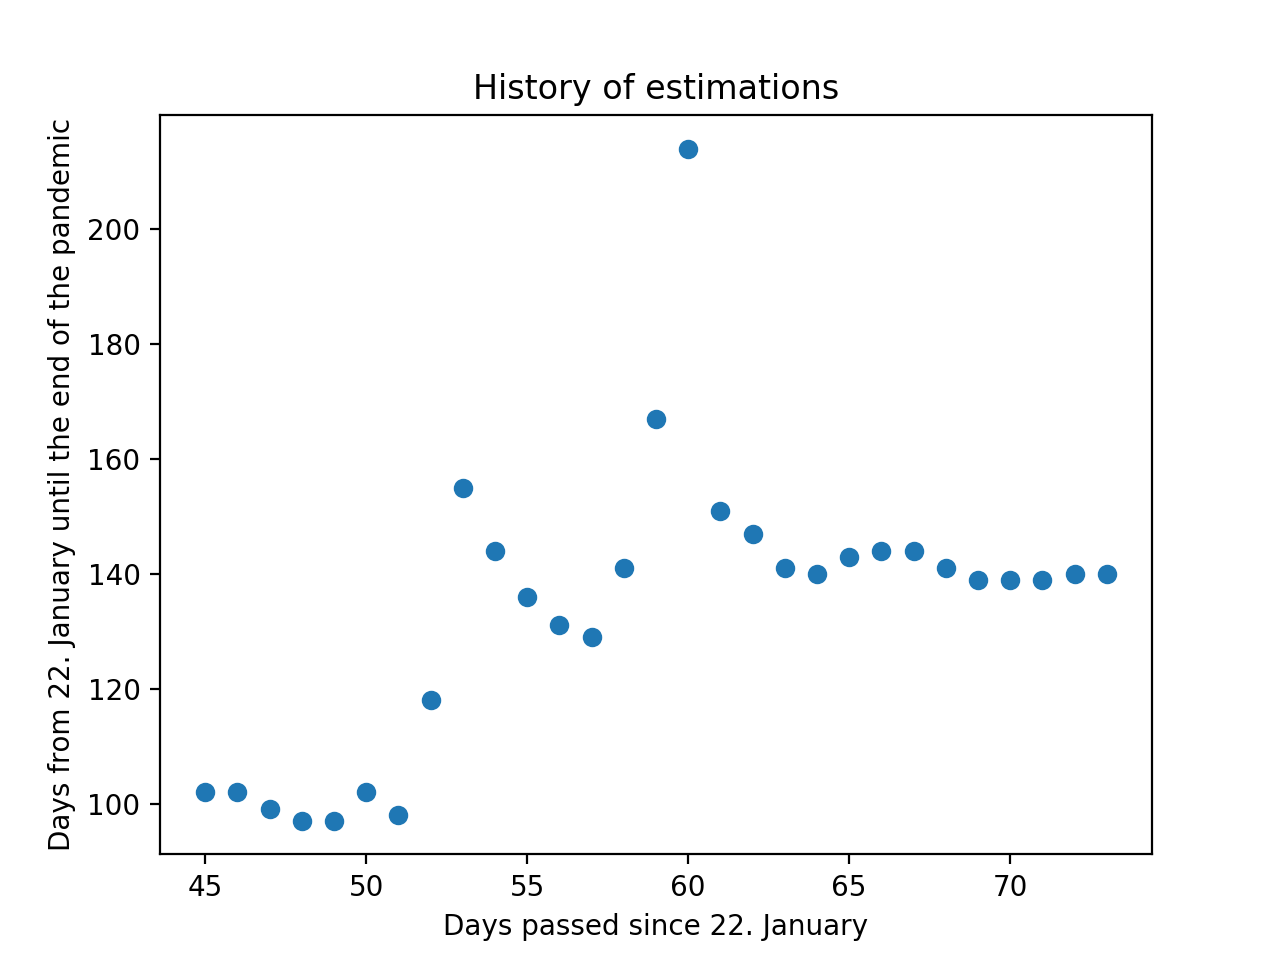 History of estimations
Days from 22. January until the end of the pandemic
200
180
160
140
120
100
45 50 55 60 65 70
Days passed since 22. January